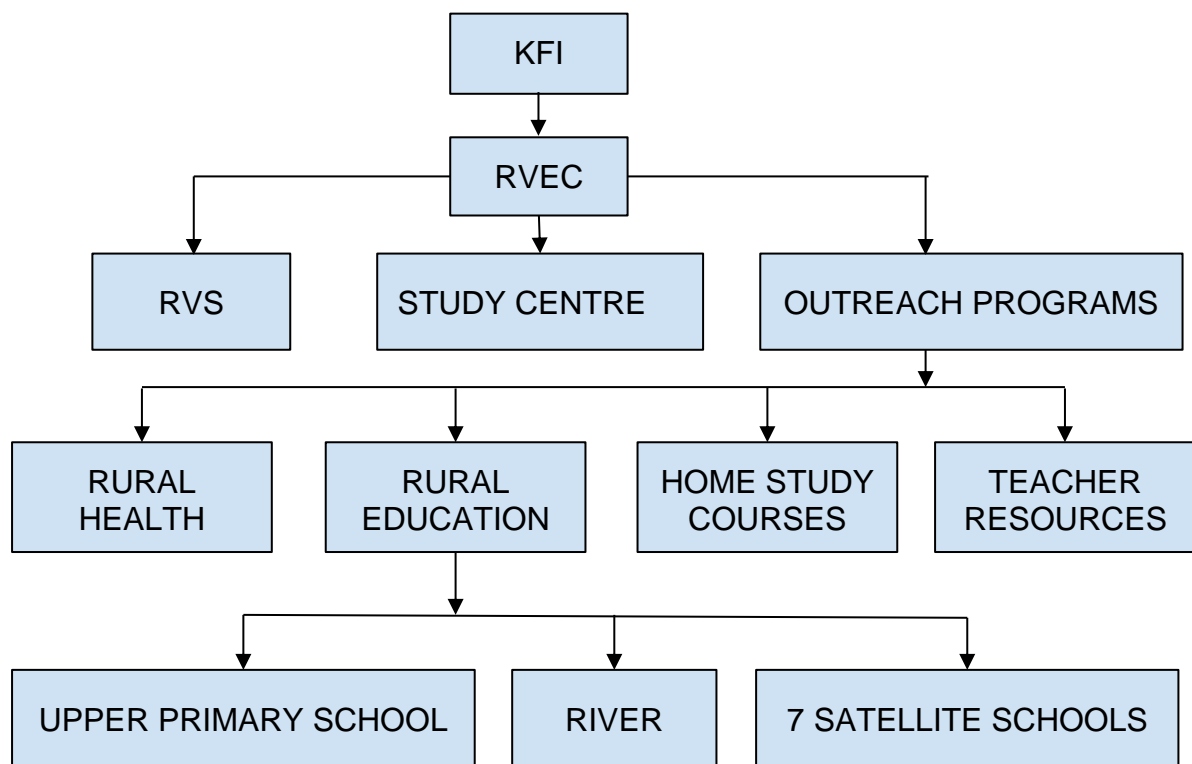 KFI
RVEC
RVS
STUDY CENTRE
OUTREACH PROGRAMS
RURAL
HEALTH
RURAL
EDUCATION
HOME STUDY
COURSES
TEACHER
RESOURCES
UPPER PRIMARY SCHOOL
RIVER
7 SATELLITE SCHOOLS